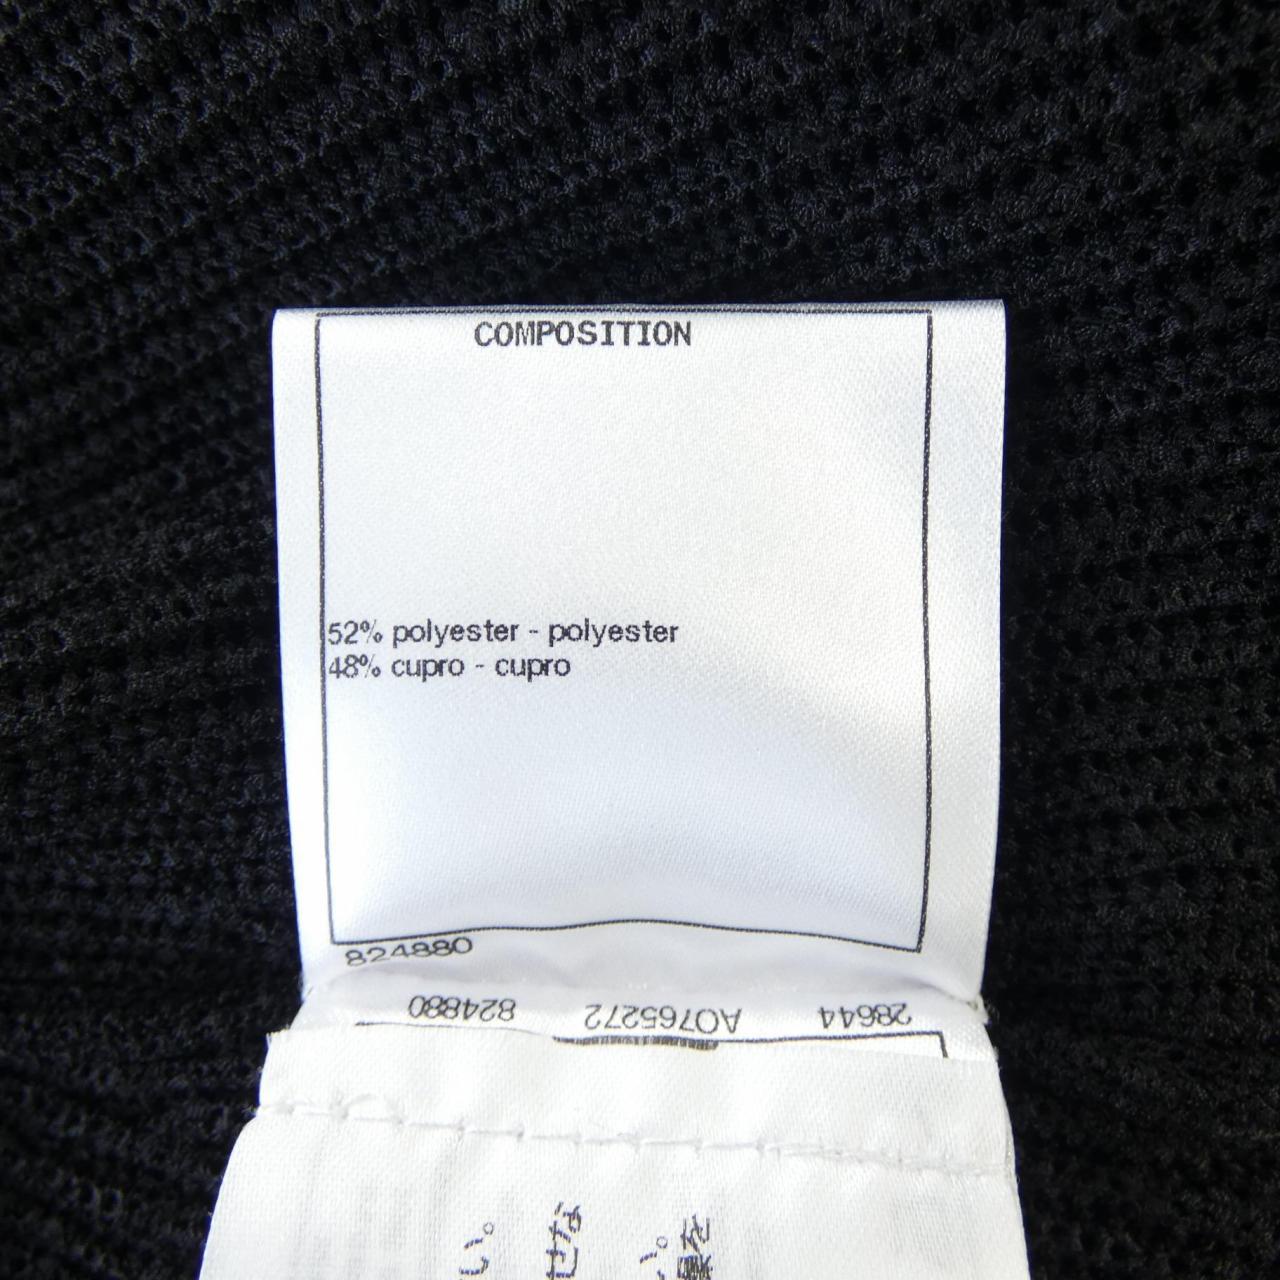 COMPOSITION
52% polyester - polyester
48% cupro - cupro
824880
28644 AO765272 824880